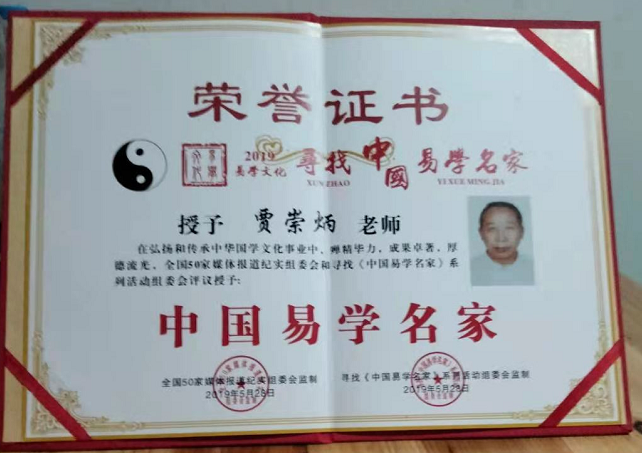 荣誉证书
2019
易学文化
寻找中國易學名家
XUN ZHAO
YI XUE MING JIA
授予 贾崇炳 老师
在弘扬和传承中华国学文化事业中、殚精毕力，成果卓著，厚
德流光。全国50家媒体报道纪实组委会和寻找《中国易学名家》系
列活动组委会评议授予:
中国易学名家
全国50家媒体报道纪实组委会监制
2019年5月28日
寻找《中国易学名家》系列活动组委会监制
2019年5月28日